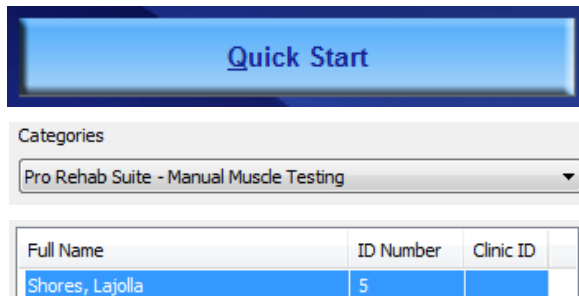 Quick Start
Categories
Pro Rehab Suite - Manual Muscle Testing
Full Name ID Number Clinic ID
Shores, Lajolla 5